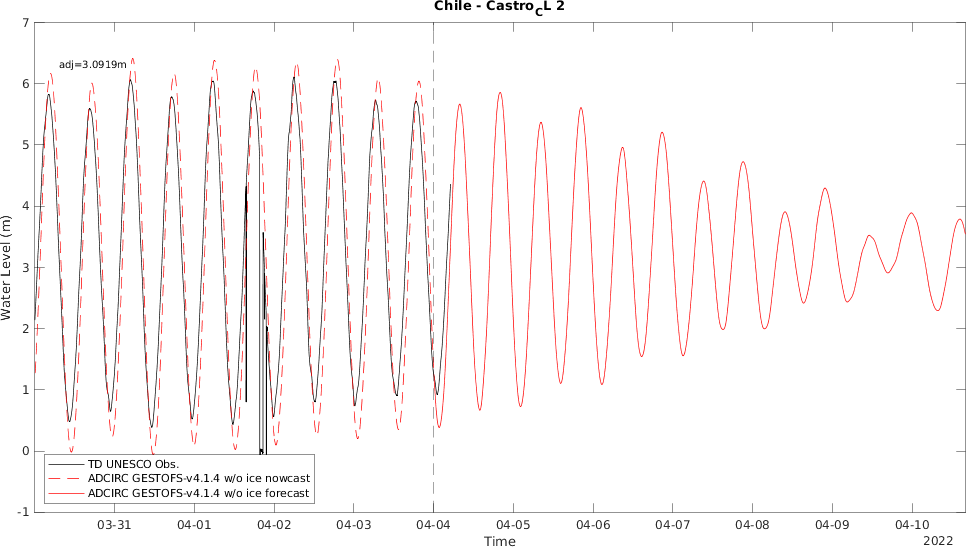 Chile - CastroCL 2
adj=3.0919m
Water Level (m)
7
6
5
4
3
2
1
0
-1
TD UNESCO Obs.
ADCIRC GESTOFS-v4.1.4 w/o ice nowcast
ADCIRC GESTOFS-v4.1.4 w/o ice forecast
03-31 04-01 04-02 04-03 04-04 04-05 04-06 04-07 04-08 04-09 04-10
Time
2022